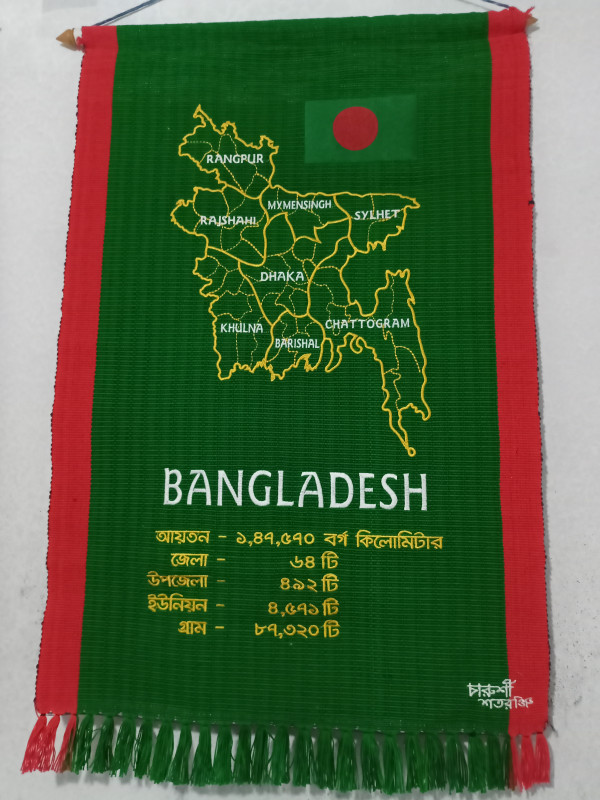 RANGPUR
MYMENSINGH
RAJSHAHI
SYLHET
DHAKA
KHULNA
CHATTOGRAM
BARISHAL
BANGLADESH
আয়তন - ১,৪৭,৫৭০ বর্গ কিলোমিটার
জেলা - ৬৪ টি
উপজেলা - ৪৯২ টি
ইউনিয়ন - ৪,৫৭১ টি
গ্রাম - ৮৭,৩২০ টি
চারুশী
শতরঞ্জি